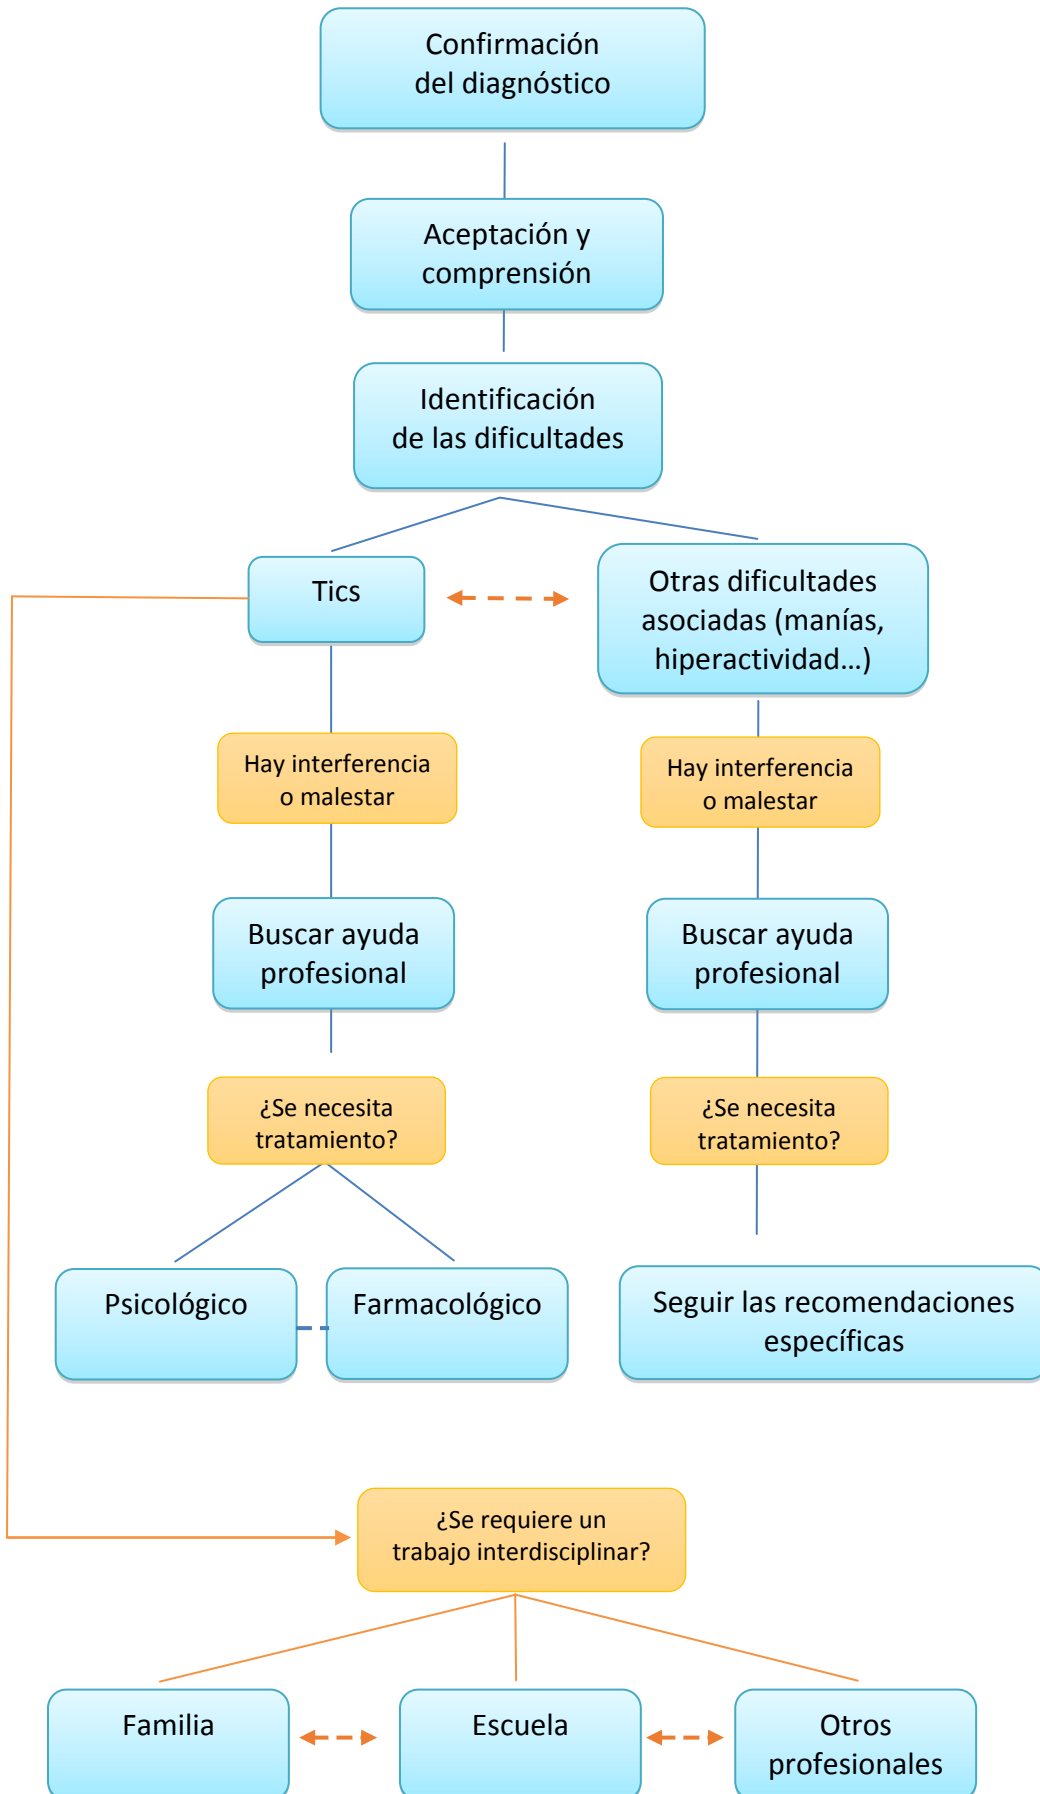 Confirmación
del diagnóstico
Aceptación y
comprensión
Identificación
de las dificultades
Tics
Otras dificultades
asociadas (manías,
hiperactividad...)
Hay interferencia
o malestar
Hay interferencia
o malestar
Buscar ayuda
profesional
Buscar ayuda
profesional
¿Se necesita
tratamiento?
¿Se necesita
tratamiento?
Psicológico
Farmacológico
Seguir las recomendaciones
específicas
¿Se requiere un
trabajo interdisciplinar?
Familia
Escuela
Otros
profesionales